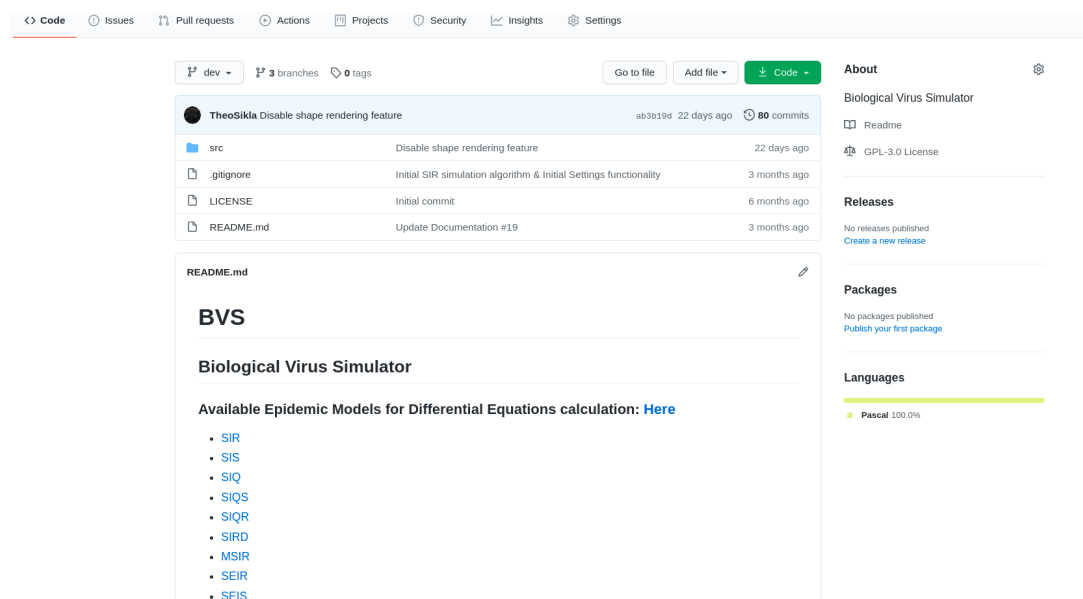 Code Issues Pull requests Actions Projects Security Insights Settings
dev 3 branches 0 tags Go to file Add file Code
TheoSikla Disable shape rendering feature ab3b19d 22 days ago 80 commits
src Disable shape rendering feature 22 days ago
.gitignore Initial SIR simulation algorithm & Initial Settings functionality 3 months ago
LICENSE Initial commit 6 months ago
README.md Update Documentation #19 3 months ago
README.md
BVS
Biological Virus Simulator
Available Epidemic Models for Differential Equations calculation: Here
SIR
SIS
SIQ
SIQS
SIQR
SIRD
MSIR
SEIR
SEIS
About
Biological Virus Simulator
Readme
GPL-3.0 License
Releases
No releases published
Create a new release
Packages
No packages published
Publish your first package
Languages
Pascal 100.0%